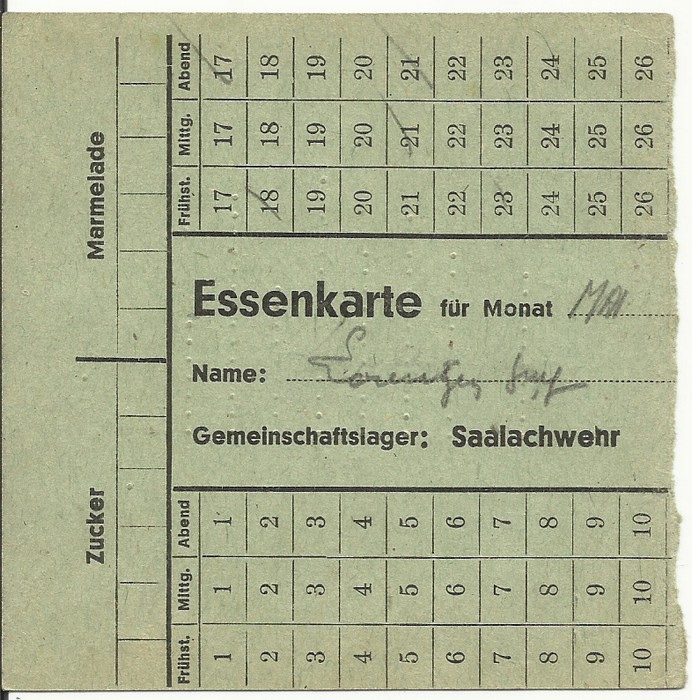 Marmelade
Zucker
Abend 17 18 19 20 21 22 23 24 25 26
Mittg. 17 18 19 20 21 22 23 24 25 26
Frühst. 17 18 19 20 21 22 23 24 25 26
Essenkarte für Monat MAI
Name:
Gemeinschaftslager: Saalachwehr
Abend 1 2 3 4 5 6 7 8 9 10
Mittg. 1 2 3 4 5 6 7 8 9 10
Frühst. 1 2 3 4 5 6 7 8 9 10